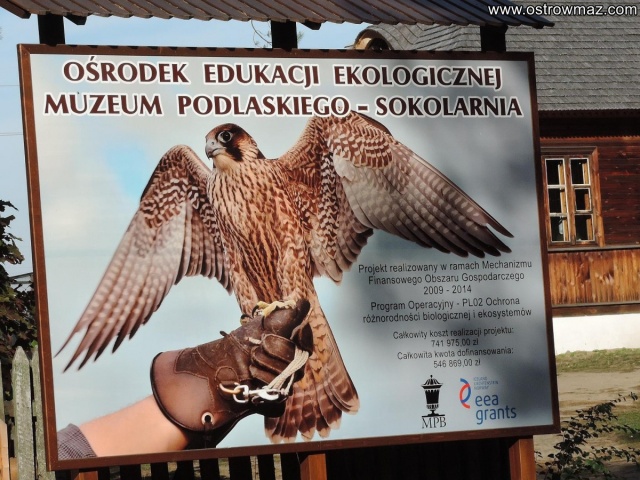 www.ostrowmaz.com
OŚRODEK EDUKACJI EKOLOGICZNEJ
MUZEUM PODLASKIEGO - SOKOLARNIA
Projekt realizowany w ramach Mechanizmu
Finansowego Obszaru Gospodarczego
2009 - 2014
Program Operacyjny - PL02 Ochrona
różnorodności biologicznej i ekosystemów
Całkowity koszt realizacji projektu:
741 975,00 zł
Całkowita kwota dofinansowania:
546 869,00 zł
MPB
eea
grants